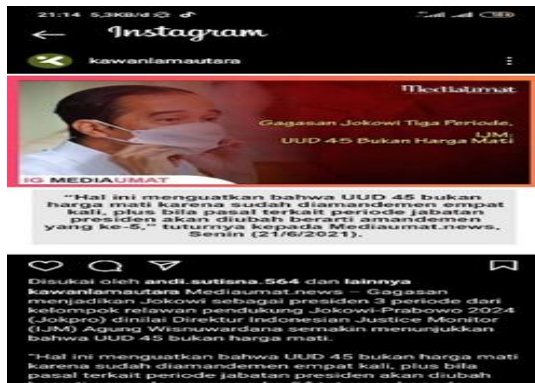 21:14 5,3KB/d
Instagram
kawanlamautara
Mediaumat
Gagasan Jokowi Tiga Periode,
IJM:
UUD 45 Bukan Harga Mati
IG MEDIAUMAT
"Hal ini menguatkan bahwa UUD 45 bukan
harga mati karena sudah diamandemen empat
kali, plus bila pasal terkait periode jabatan
presiden akan diubah berarti amandemen
yang ke-5," tuturnya kepada Mediaumat.news,
Senin (21/6/2021).
Disukai oleh andi.sutisna.564 dan lainnya
kawanlamautara Mediaumat.news – Gagasan
menjadikan Jokowi sebagai presiden 3 periode dari
kelompok relawan pendukung Jokowi-Prabowo 2024
(Jokpro) dinilai Direktur Indonesian Justice Monitor
(IJM) Agung Wisnuwardana semakin menunjukkan
bahwa UUD 45 bukan harga mati.
"Hal ini menguatkan bahwa UUD 45 bukan harga mati
karena sudah diamandemen empat kali, plus bila
pasal terkait periode jabatan presiden akan diubah